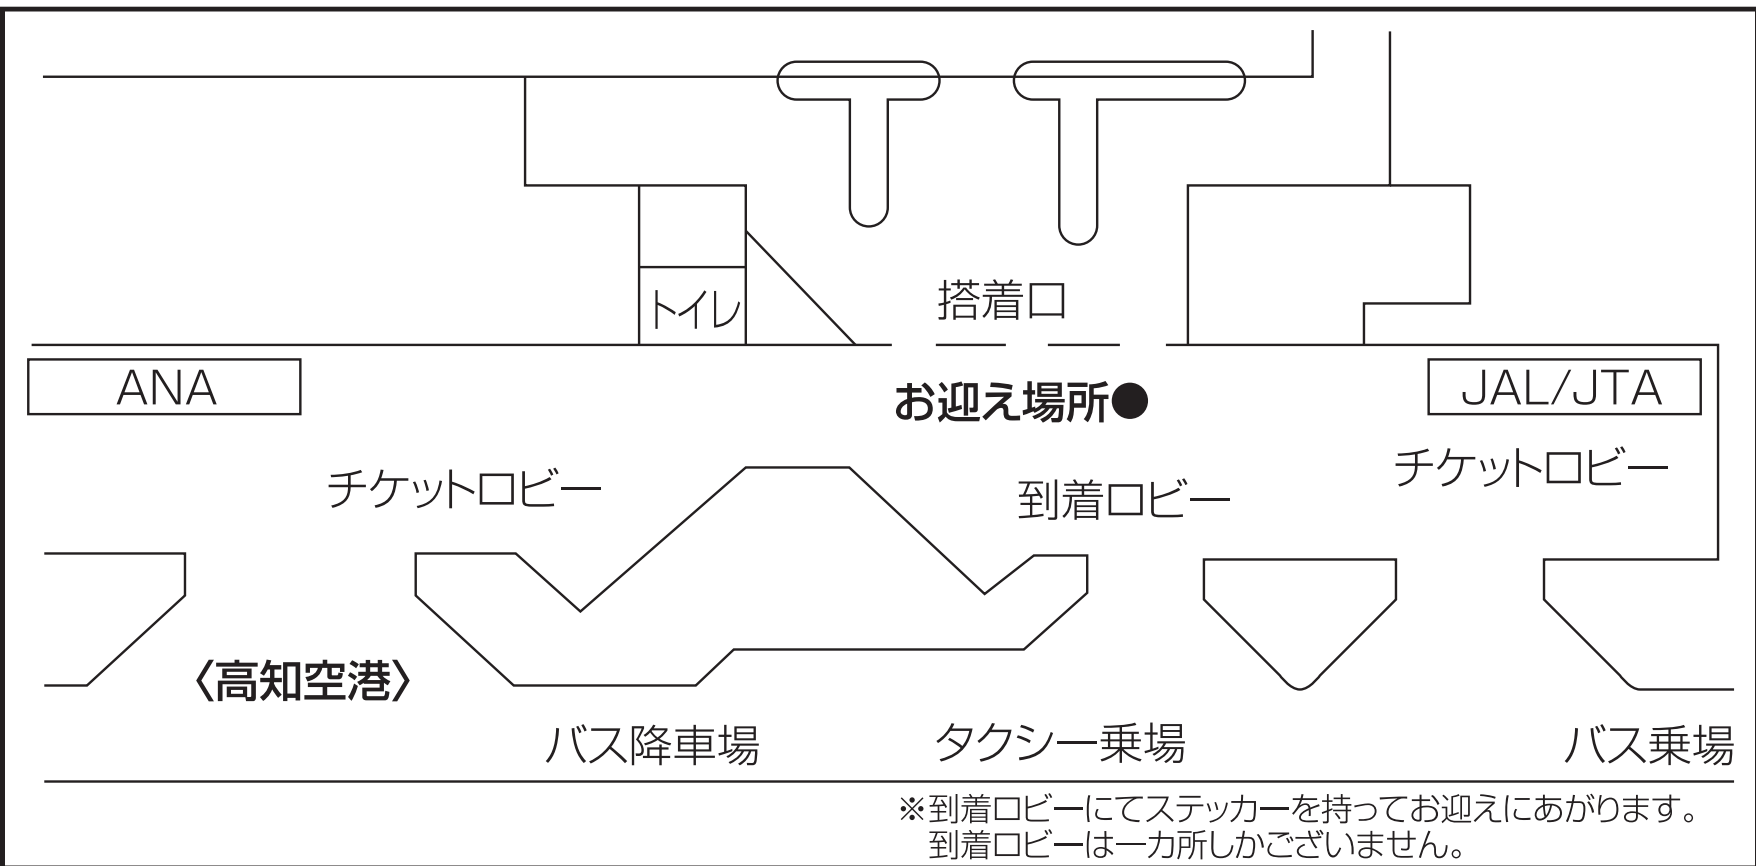 トイレ
搭着口
ANA
お迎え場所●
JAL/JTA
チケットロビー
到着ロビー
チケットロビー
〈高知空港〉
バス降車場
タクシー乗場
バス乗場
※到着ロビーにてステッカーを持ってお迎えにあがります。
到着ロビーは一カ所しかございません。